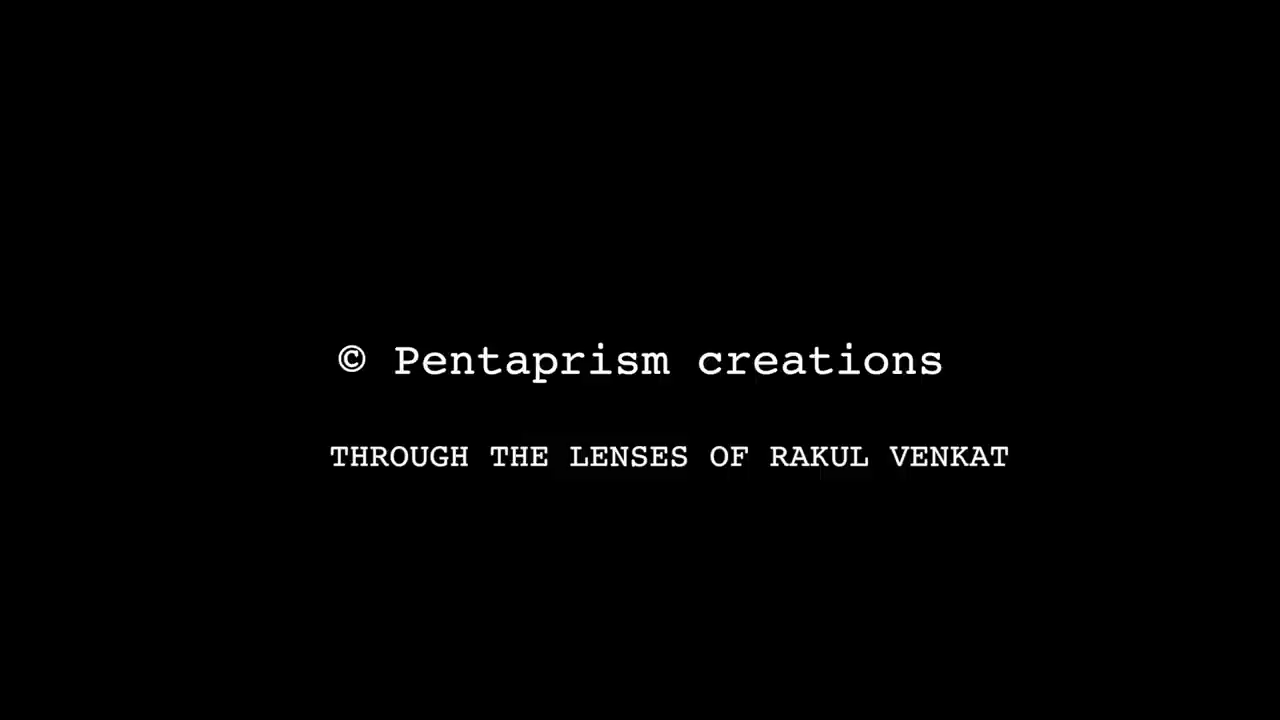 © Pentaprism creations
THROUGH THE LENSES OF RAKUL VENKAT